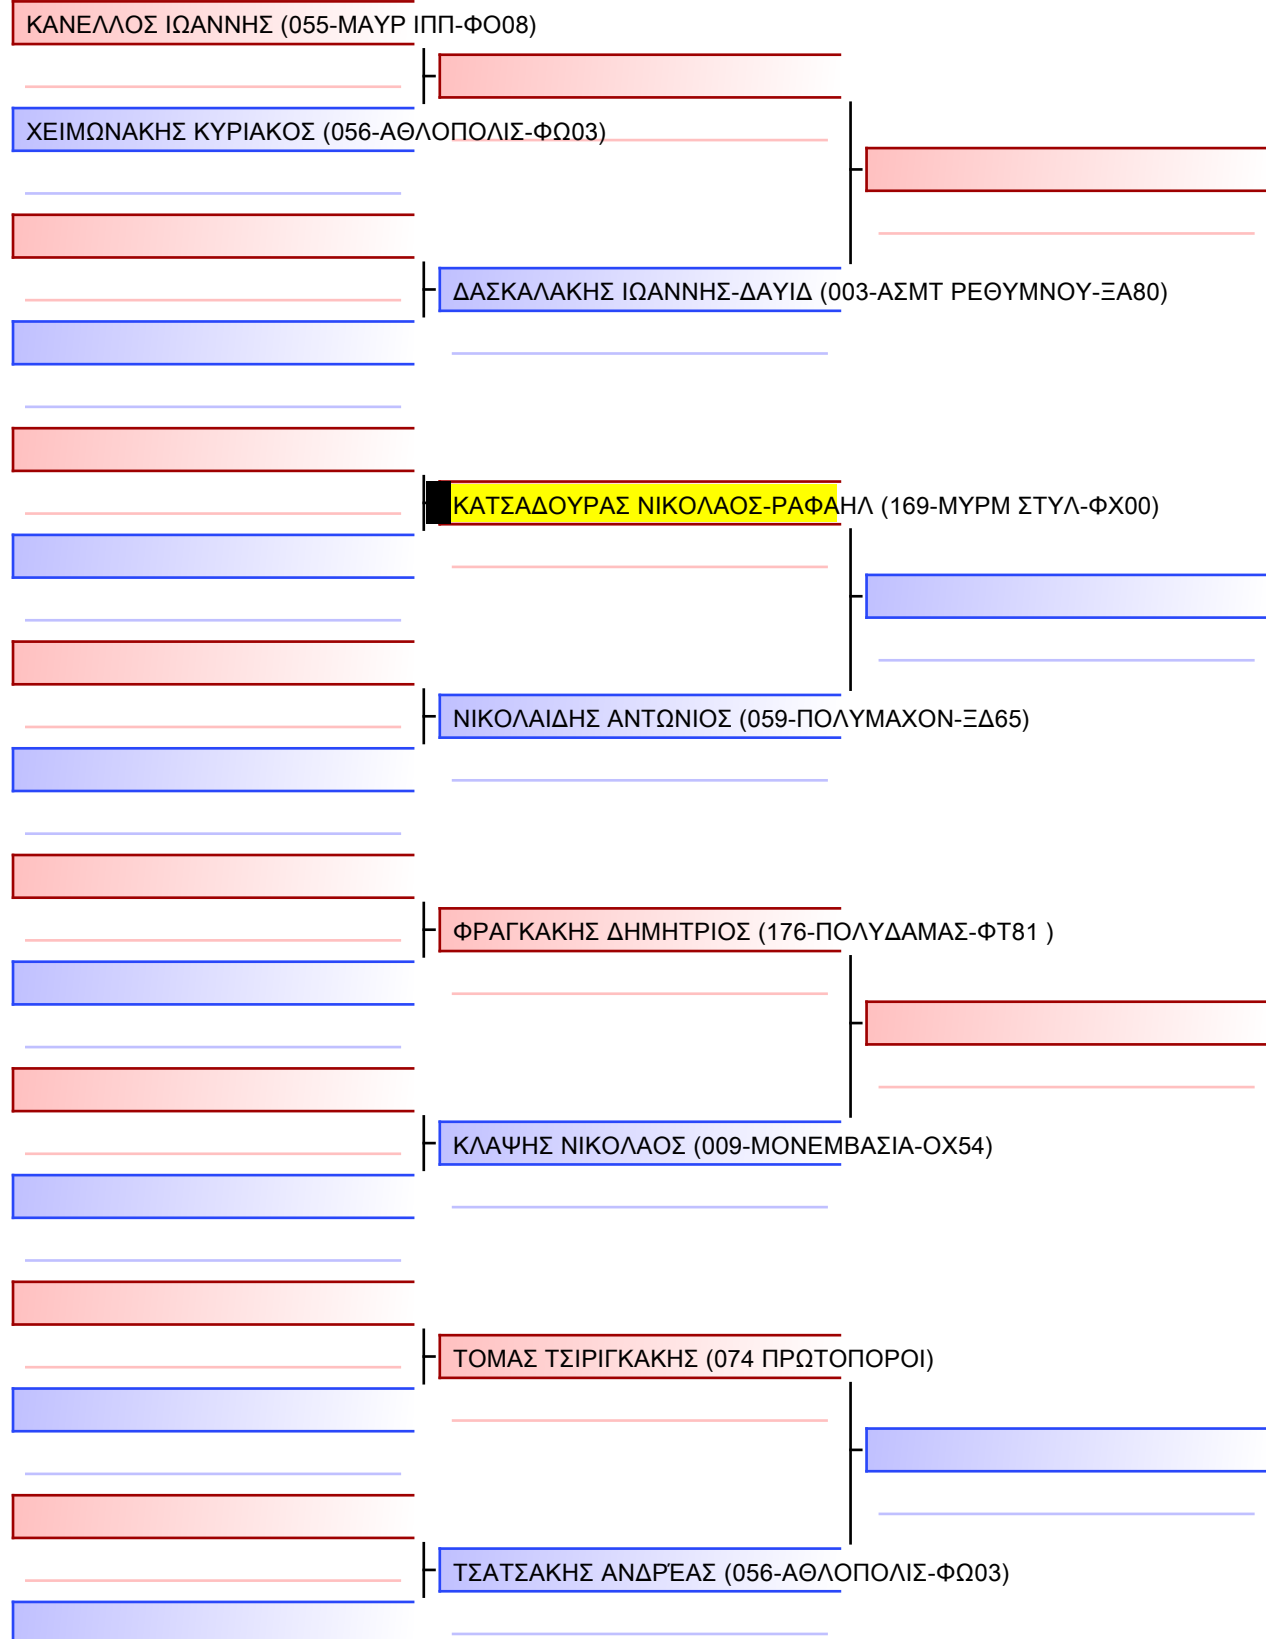 ΚΑΝΕΛΛΟΣ ΙΩΑΝΝΗΣ (055-ΜΑΥΡ ΙΠΠ-ΦΟ08)
ΧΕΙΜΩΝΑΚΗΣ ΚΥΡΙΑΚΟΣ (056-ΑΘΛΟΠΟΛΙΣ-ΦΩ03)
ΔΑΣΚΑΛΑΚΗΣ ΙΩΑΝΝΗΣ-ΔΑΥΙΔ (003-ΑΣΜΤ ΡΕΘΥΜΝΟΥ-ΞΑ80)
ΚΑΤΣΑΔΟΥΡΑΣ ΝΙΚΟΛΑΟΣ-ΡΑΦΑΗΛ (169-ΜΥΡΜ ΣΤΥΛ-ΦΧ00)
ΝΙΚΟΛΑΙΔΗΣ ΑΝΤΩΝΙΟΣ (059-ΠΟΛΥΜΑΧΟΝ-ΞΔ65)
ΦΡΑΓΚΑΚΗΣ ΔΗΜΗΤΡΙΟΣ (176-ΠΟΛΥΔΑΜΑΣ-ΦΤ81 )
ΚΛΑΨΗΣ ΝΙΚΟΛΑΟΣ (009-ΜΟΝΕΜΒΑΣΙΑ-ΟΧ54)
ΤΟΜΑΣ ΤΣΙΡΙΓΚΑΚΗΣ (074 ΠΡΩΤΟΠΟΡΟΙ)
ΤΣΑΤΣΑΚΗΣ ΑΝΔΡΈΑΣ (056-ΑΘΛΟΠΟΛΙΣ-ΦΩ03)